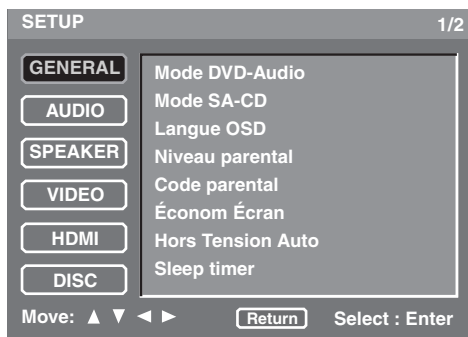 SETUP 1/2
GENERAL
AUDIO
SPEAKER
VIDEO
HDMI
DISC
Mode DVD-Audio
Mode SA-CD
Langue OSD
Niveau parental
Code parental
Économ Écran
Hors Tension Auto
Sleep timer
Move: ▲ ▼ ◄ ► Return Select : Enter